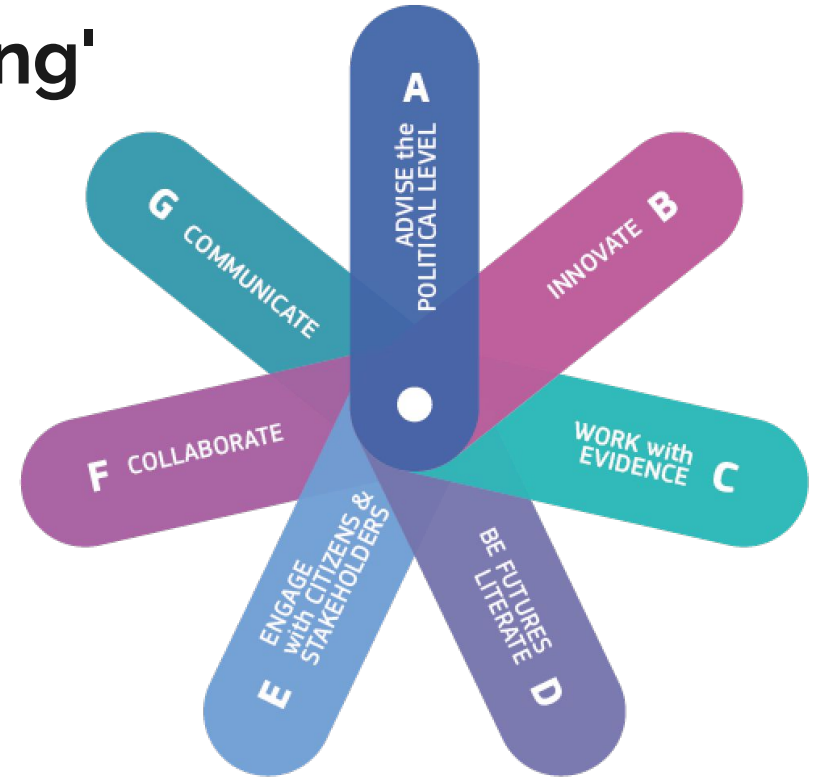 ng'
A
ADVISE the
POLITICAL LEVEL
B
INNOVATE
C
WORK with
EVIDENCE
D
BE FUTURES
LITERATE
E
ENGAGE
with CITIZENS &
STAKEHOLDERS
F
COLLABORATE
G
COMMUNICATE